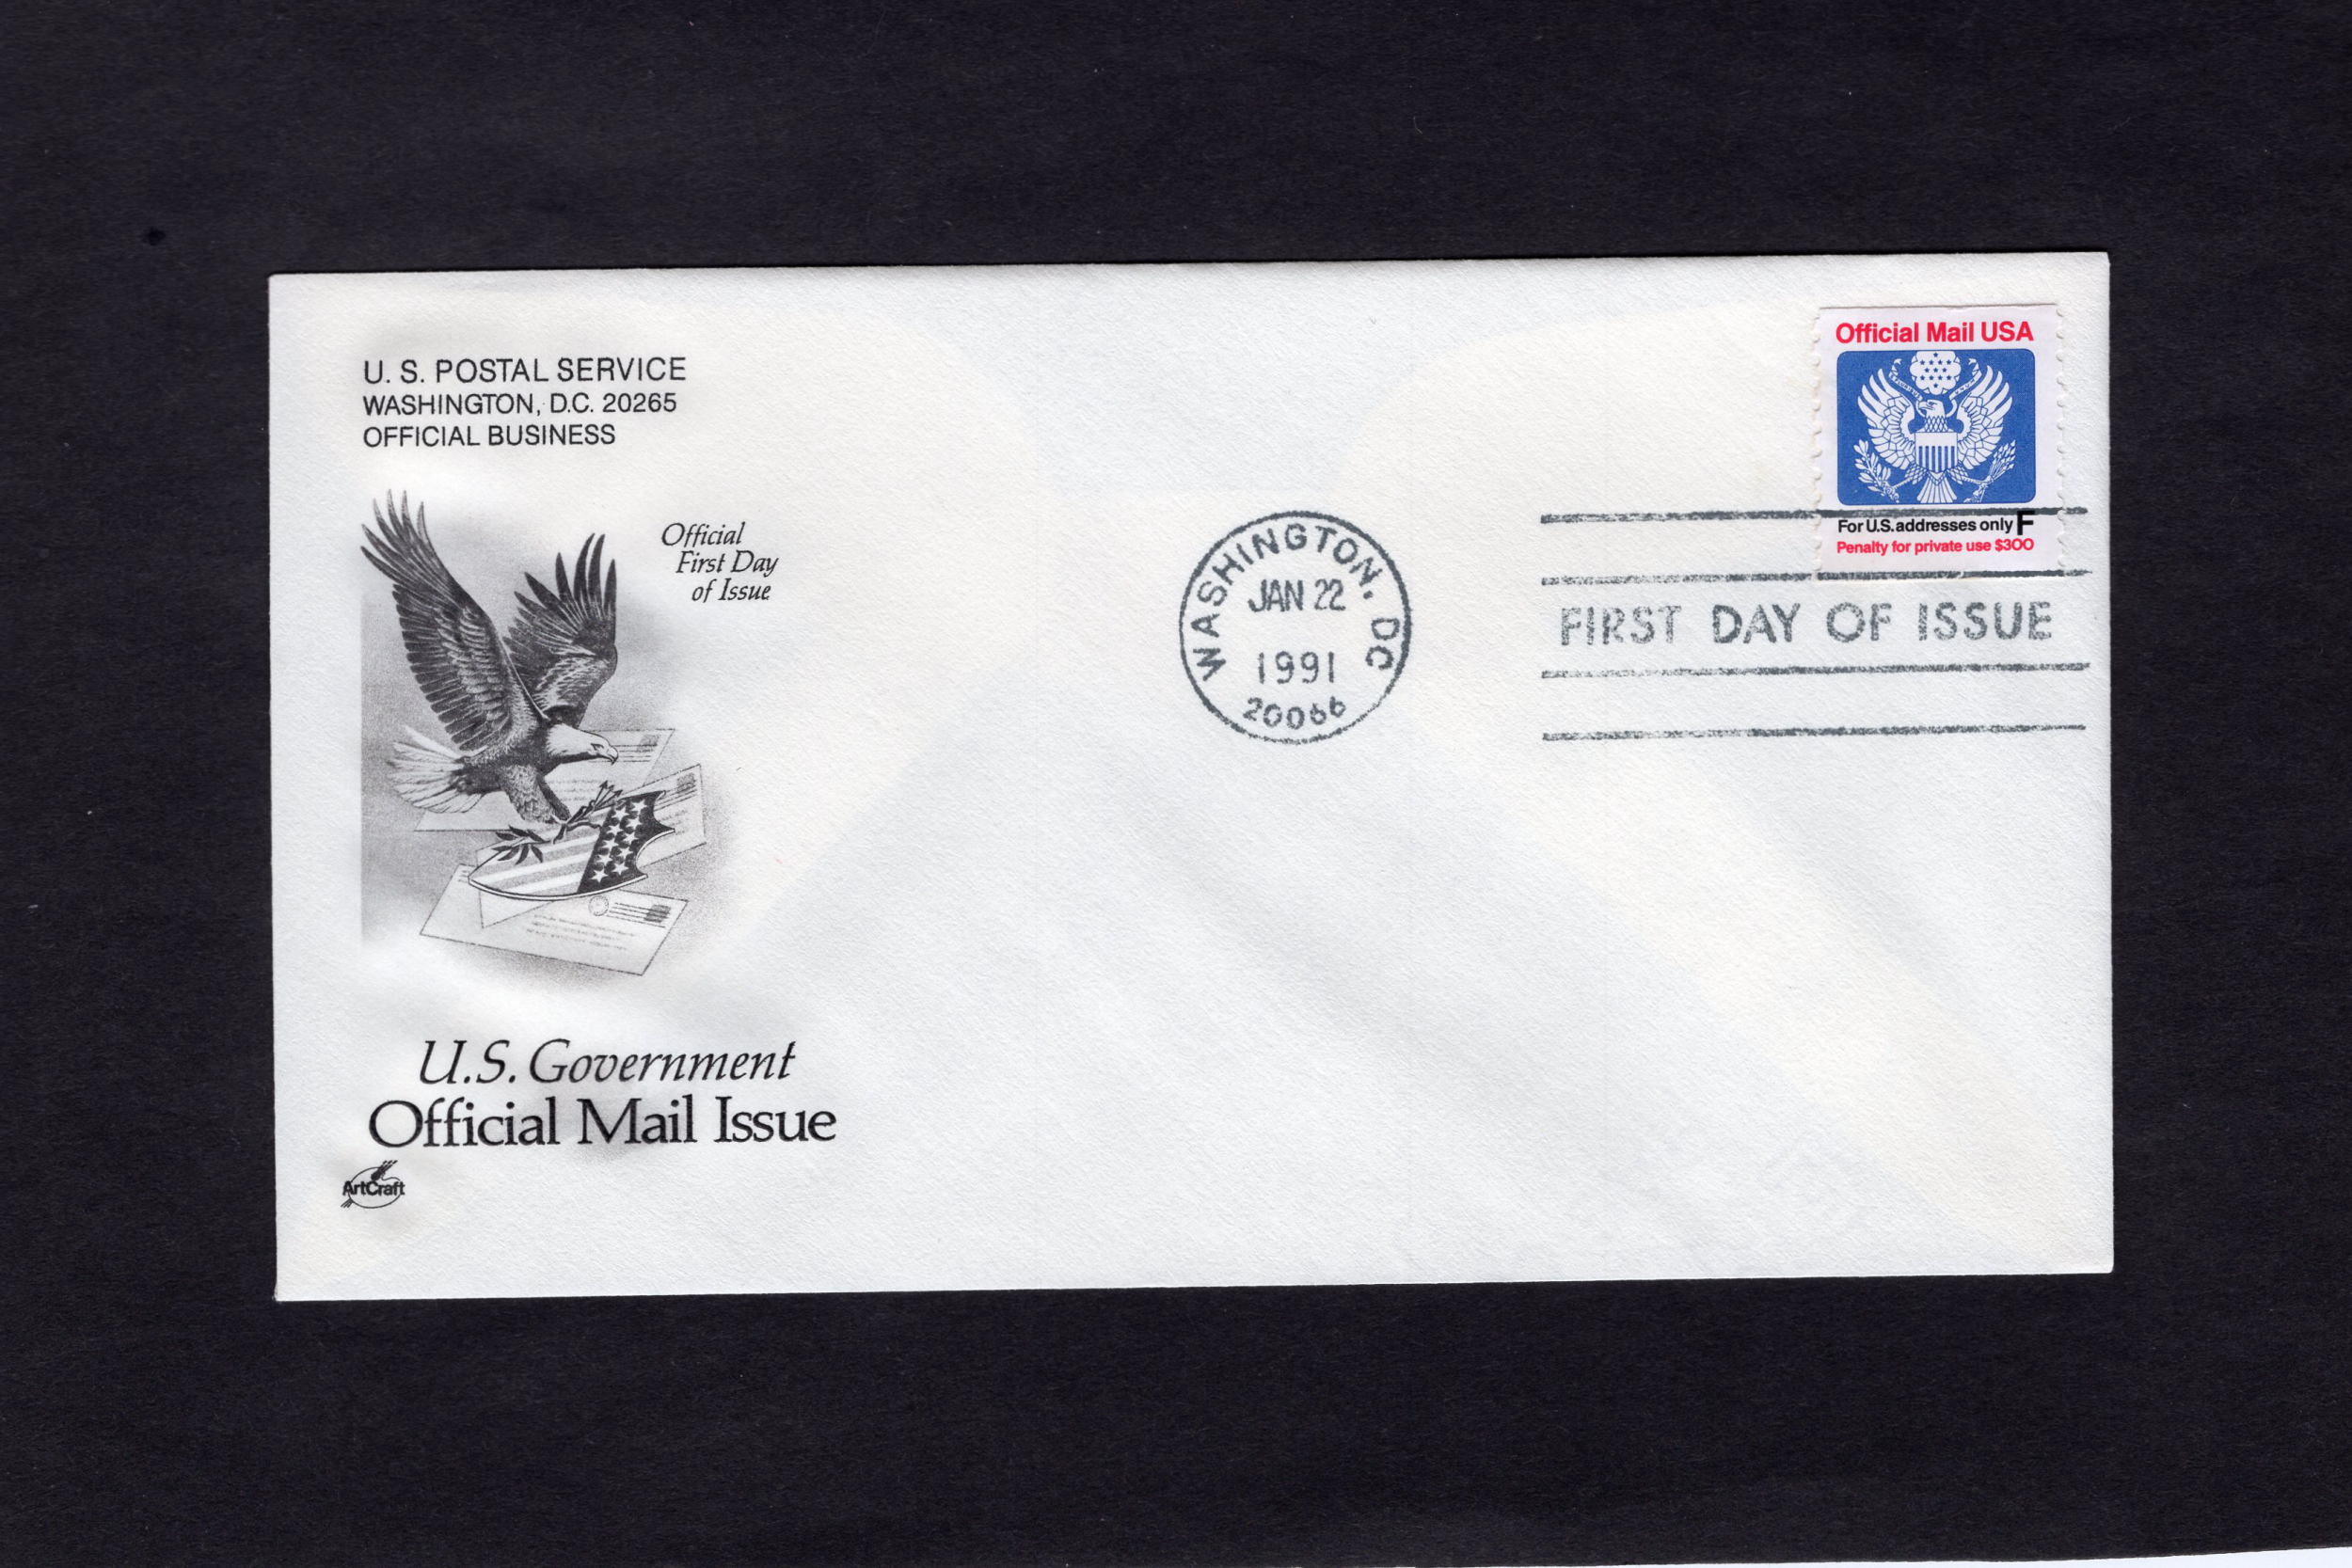 U. S. POSTAL SERVICE
WASHINGTON, D.C. 20265
OFFICIAL BUSINESS
Official
First Day
of Issue
U.S. Government
Official Mail Issue
ArtCraft
WASHINGTON, DC
JAN 22
1991
20066
Official Mail USA
For U.S. addresses only F
Penalty for private use $300
FIRST DAY OF ISSUE